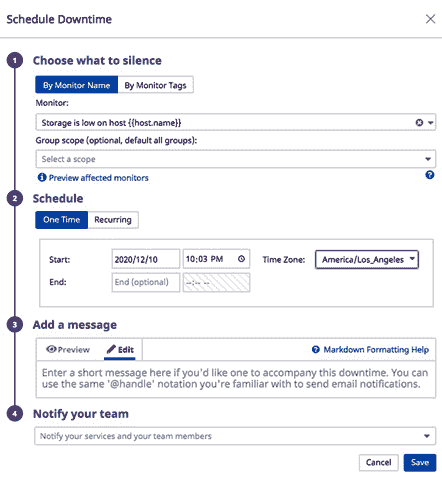 Schedule Downtime
1 Choose what to silence
By Monitor Name By Monitor Tags
Monitor:
Storage is low on host {{host.name}}
Group scope (optional, default all groups):
Select a scope
Preview affected monitors
2 Schedule
One Time Recurring
Start: 2020/12/10 10:03 PM Time Zone: America/Los_Angeles
End: End (optional) --:-- --
3 Add a message
Preview Edit Markdown Formatting Help
Enter a short message here if you'd like one to accompany this downtime. You can
use the same '@handle' notation you're familiar with to send email notifications.
4 Notify your team
Notify your services and your team members
Cancel Save